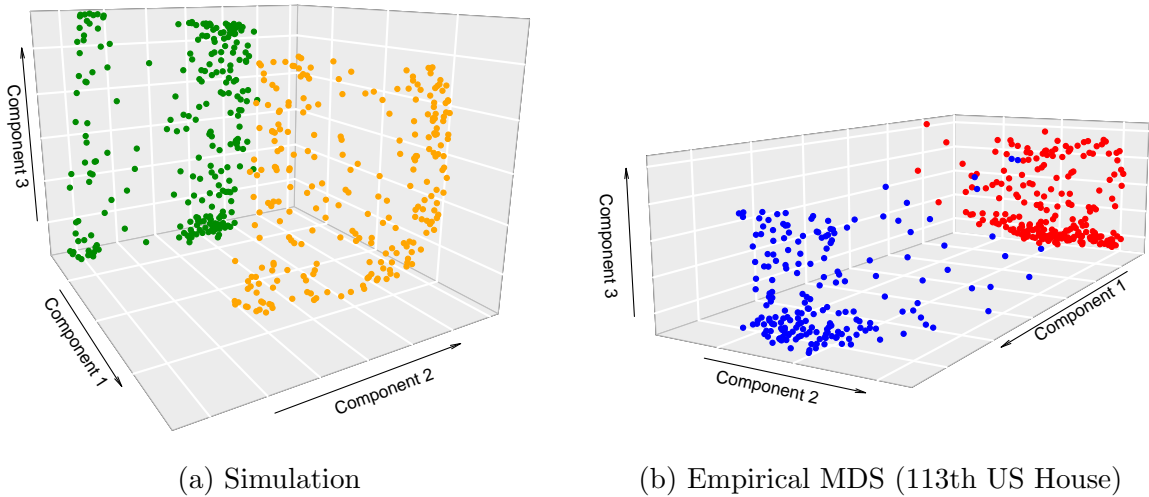 Component 3
Component 1
Component 2
(a) Simulation
Component 3
Component 2
Component 1
(b) Empirical MDS (113th US House)